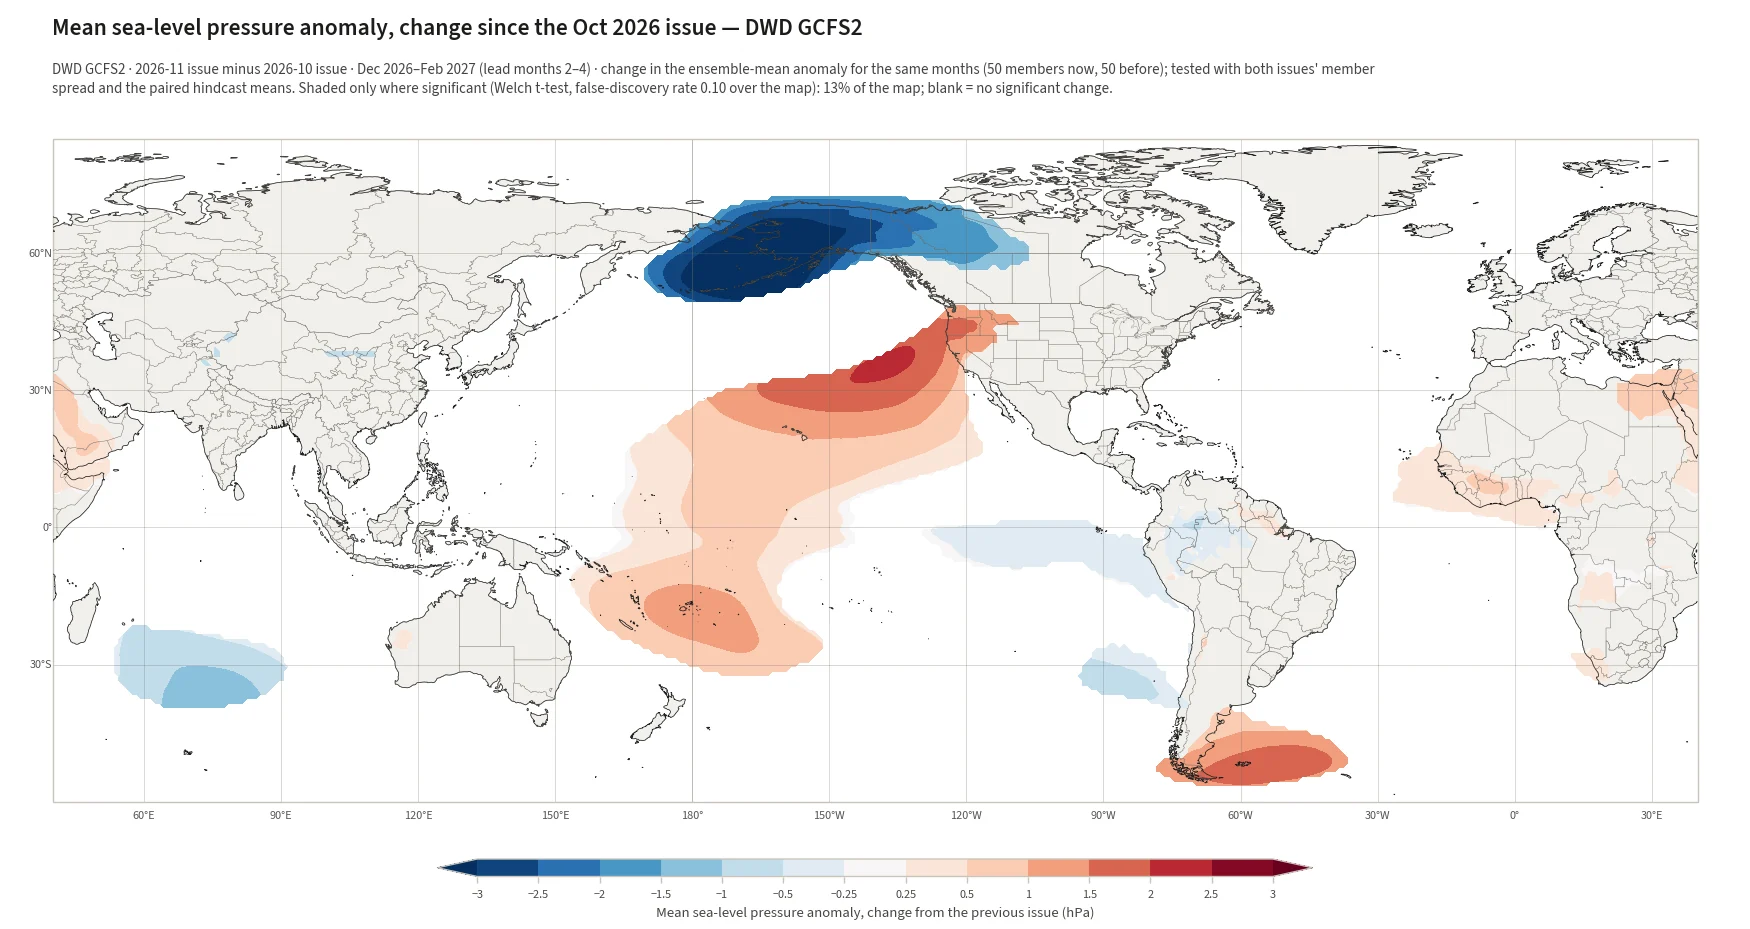 Mean sea-level pressure anomaly, change since the Oct 2026 issue — DWD GCFS2
DWD GCFS2 · 2026-11 issue minus 2026-10 issue · Dec 2026–Feb 2027 (lead months 2–4) · change in the ensemble-mean anomaly for the same months (50 members now, 50 before); tested with both issues' member
spread and the paired hindcast means. Shaded only where significant (Welch t-test, false-discovery rate 0.10 over the map): 13% of the map; blank = no significant change.
60°N
30°N
0°
30°S
60°E 90°E 120°E 150°E 180° 150°W 120°W 90°W 60°W 30°W 0° 30°E
−3 −2.5 −2 −1.5 −1 −0.5 −0.25 0.25 0.5 1 1.5 2 2.5 3
Mean sea-level pressure anomaly, change from the previous issue (hPa)